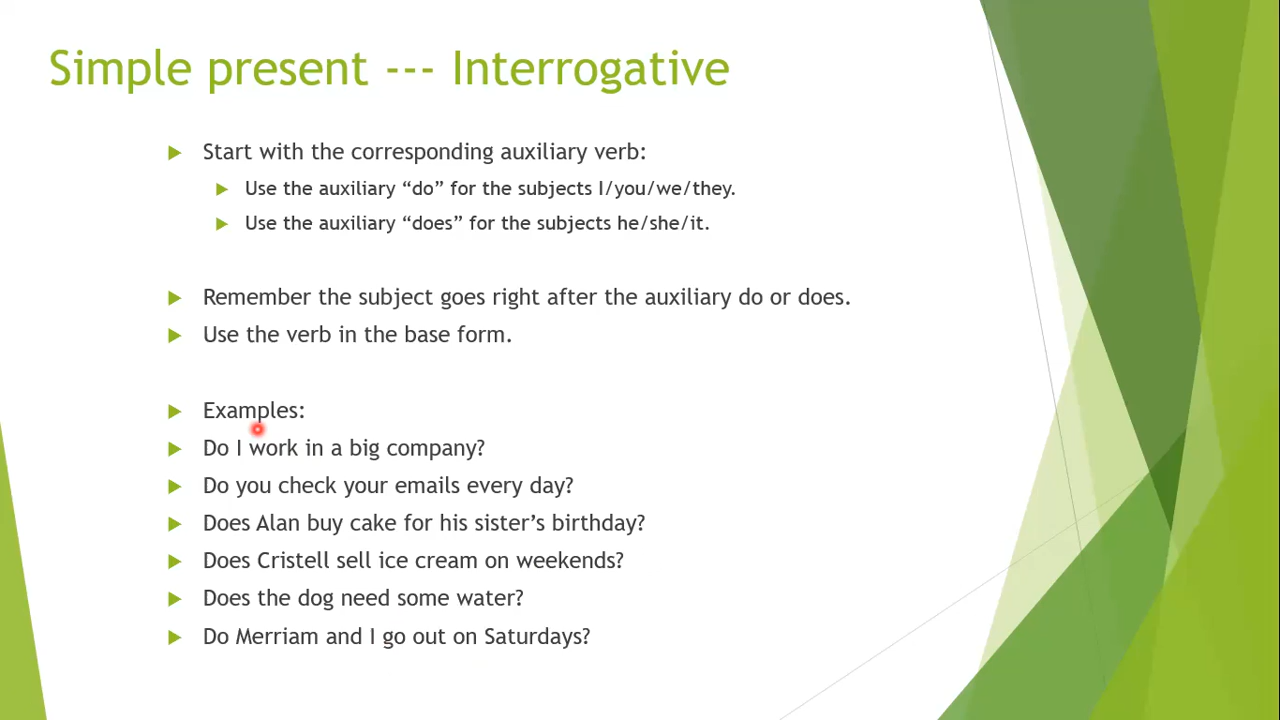 Simple present --- Interrogative
Start with the corresponding auxiliary verb:
Use the auxiliary “do” for the subjects I/you/we/they.
Use the auxiliary “does” for the subjects he/she/it.
Remember the subject goes right after the auxiliary do or does.
Use the verb in the base form.
Examples:
Do I work in a big company?
Do you check your emails every day?
Does Alan buy cake for his sister’s birthday?
Does Cristell sell ice cream on weekends?
Does the dog need some water?
Do Merriam and I go out on Saturdays?